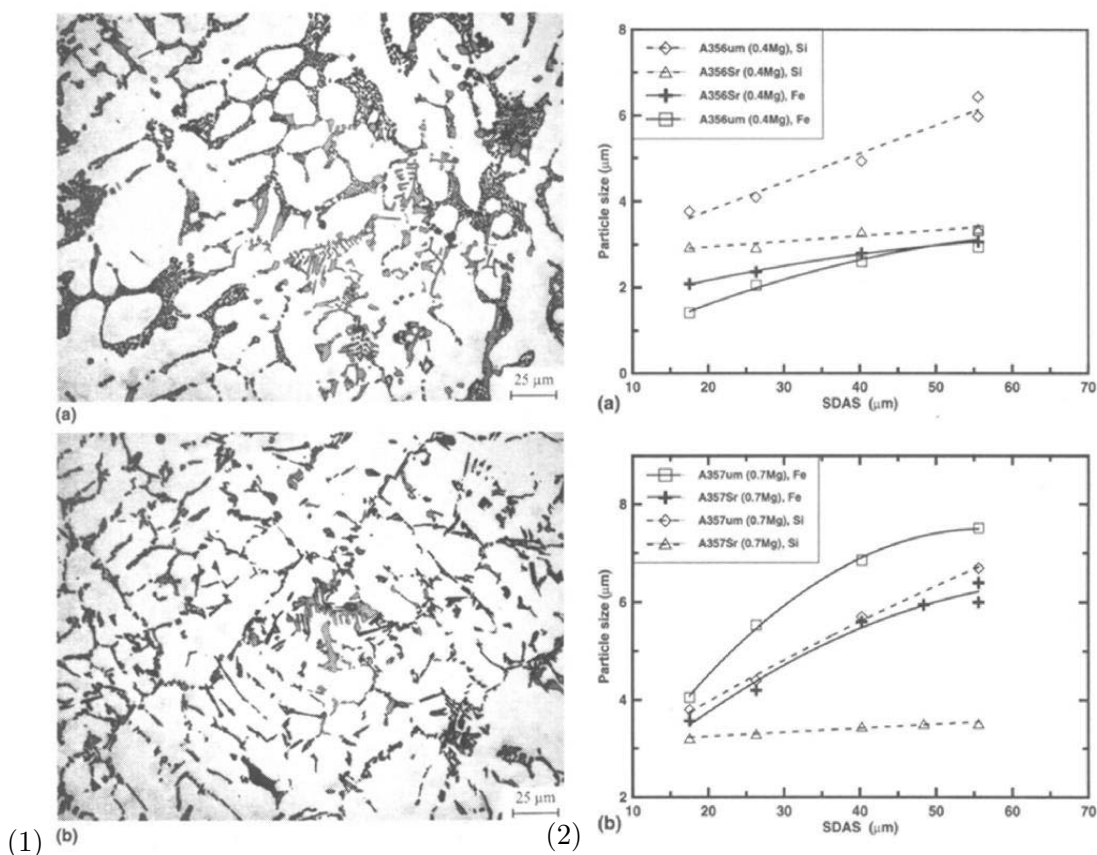 25 μm
(a)
25 μm
(1) (b)
8
6
4
2
0
Particle size (μm)
A356um (0.4Mg), Si
A356Sr (0.4Mg), Si
A356Sr (0.4Mg), Fe
A356um (0.4Mg), Fe
10 20 30 40 50 60 70
(a) SDAS (μm)
8
6
4
2
Particle size (μm)
A357um (0.7Mg), Fe
A357Sr (0.7Mg), Fe
A357um (0.7Mg), Si
A357Sr (0.7Mg), Si
10 20 30 40 50 60 70
(2) (b) SDAS (μm)